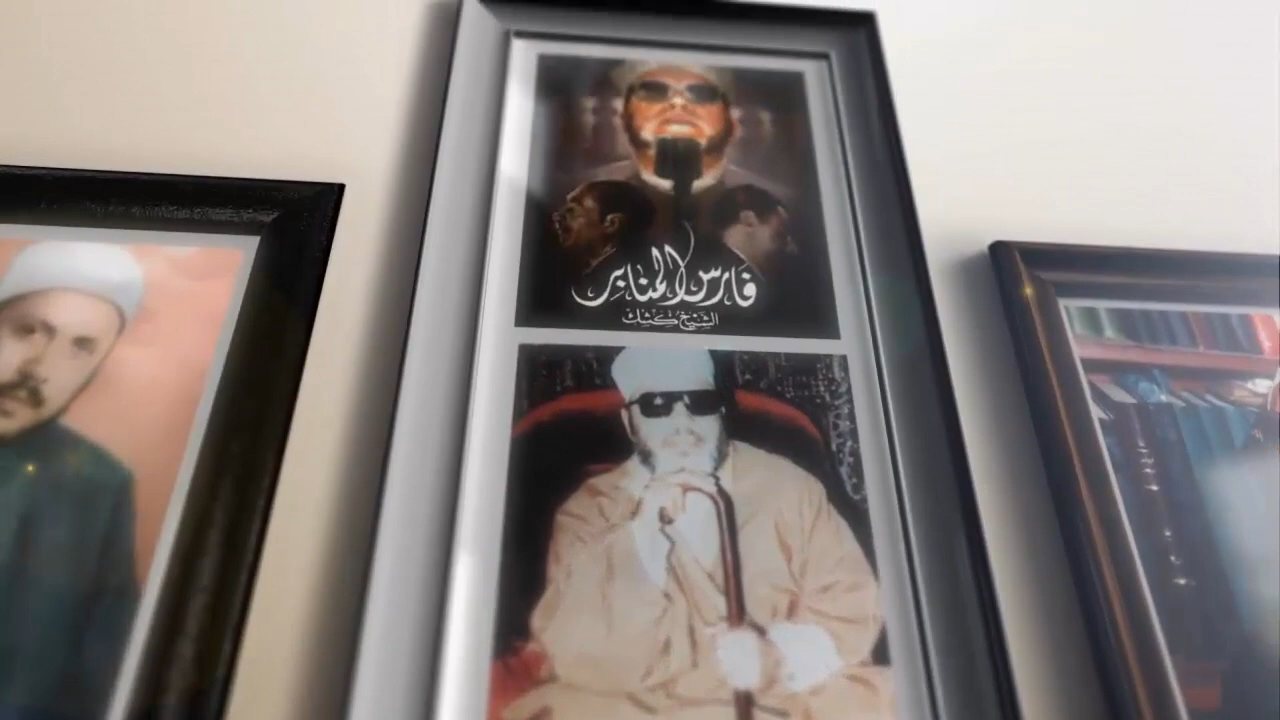 فارس المنابر
الشيخ كشك